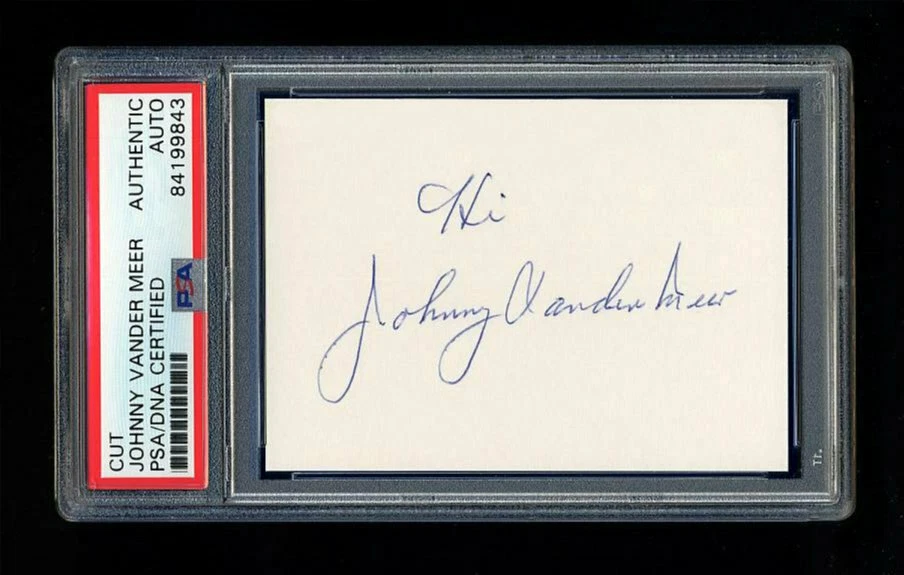 CUT
JOHNNY VANDER MEER AUTHENTIC
PSA/DNA CERTIFIED AUTO
84199843
PSA
Hi
Johnny Vander Meer